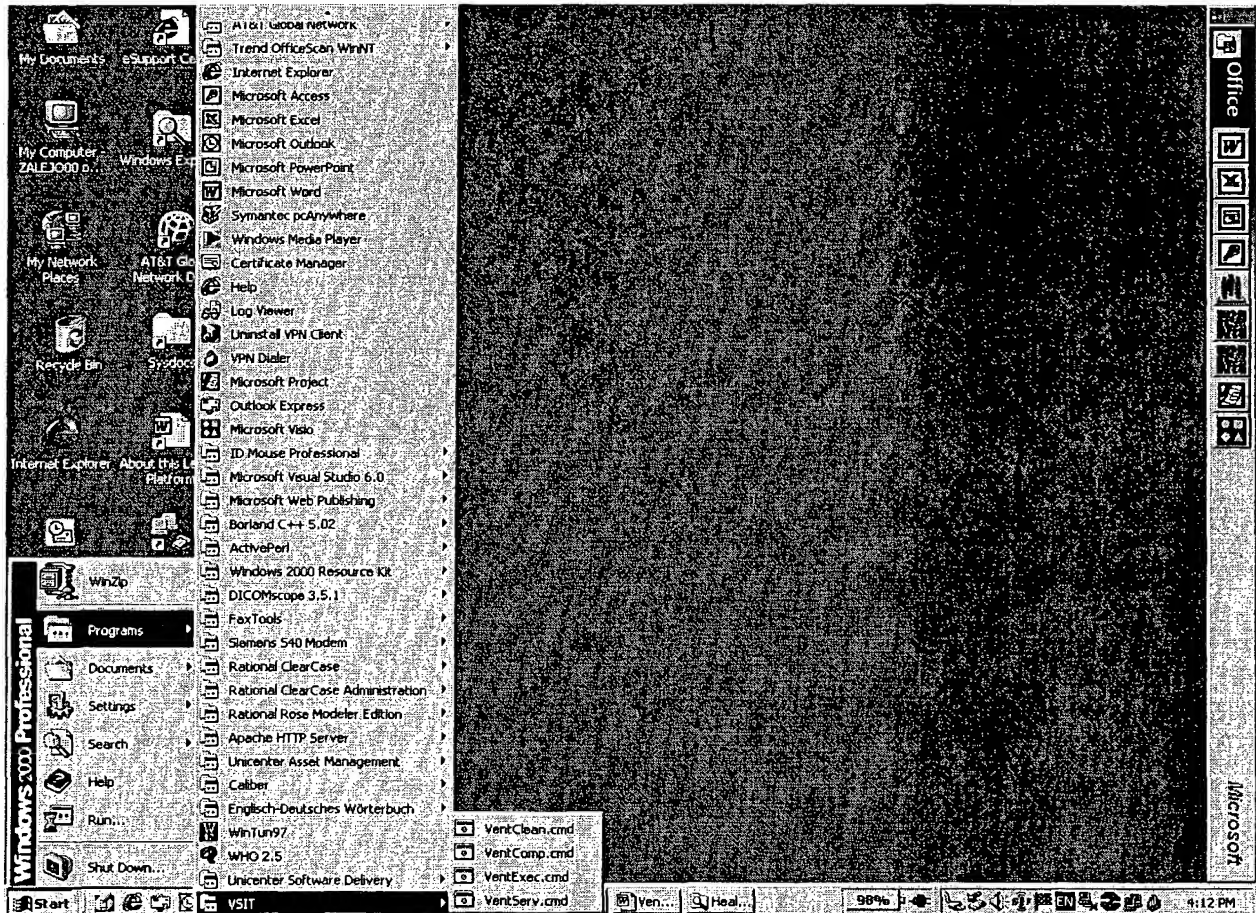 My Documents
eSupport Ce
My Computer -
ZALEJO00 p...
Windows Exp
My Network
Places
AT&T Glo
Network D
Recycle Bin
Sysdocs
Internet Explorer
About this Le
Platform
AT&T Global Network
Trend OfficeScan WinNT
Internet Explorer
Microsoft Access
Microsoft Excel
Microsoft Outlook
Microsoft PowerPoint
Microsoft Word
Symantec pcAnywhere
Windows Media Player
Certificate Manager
Help
Log Viewer
Uninstall VPN Client
VPN Dialer
Microsoft Project
Outlook Express
Microsoft Visio
ID Mouse Professional
Microsoft Visual Studio 6.0
Microsoft Web Publishing
Borland C++ 5.02
ActivePerl
Windows 2000 Resource Kit
DICOMscope 3.5.1
FaxTools
Siemens 540 Modem
Rational ClearCase
Rational ClearCase Administration
Rational Rose Modeler Edition
Apache HTTP Server
Unicenter Asset Management
Caliber
Englisch-Deutsches Wörterbuch
WinTun97
WHO 2.5
Unicenter Software Delivery
VSIT
VentClean.cmd
VentComp.cmd
VentExec.cmd
VentServ.cmd
Windows 2000 Professional
WinZip
Programs
Documents
Settings
Search
Help
Run...
Shut Down...
Office
Microsoft
Start
Ven...
Heal...
98%
EN
4:12 PM